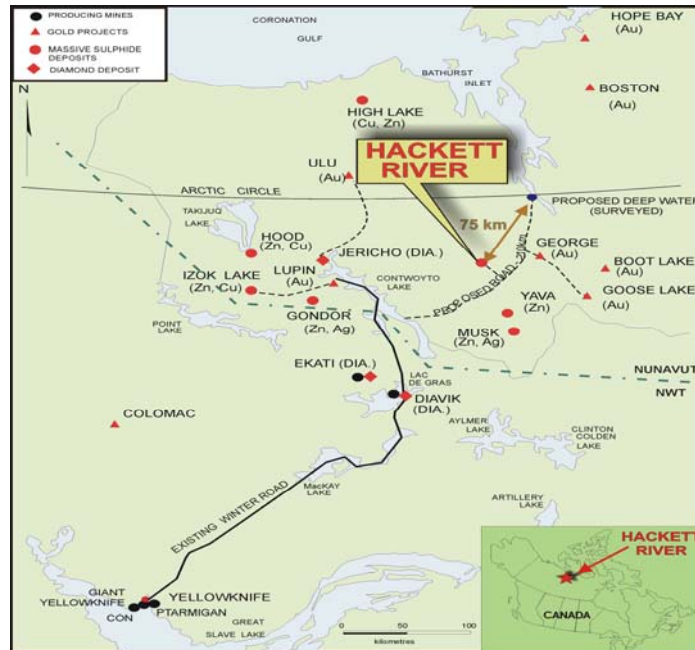 PRODUCING MINES
GOLD PROJECTS
MASSIVE SULPHIDE
DEPOSITS
DIAMOND DEPOSIT
N
CORONATION
GULF
HOPE BAY
(Au)
BATHURST
INLET
BOSTON
(Au)
HIGH LAKE
(Cu, Zn)
HACKETT
RIVER
ULU
(Au)
ARCTIC CIRCLE
PROPOSED DEEP WATER
(SURVEYED)
TAKIJUQ
LAKE
75 km
HOOD
(Zn, Cu)
JERICHO (DIA.)
GEORGE
(Au)
BOOT LAKE
(Au)
IZOK LAKE
(Zn, Cu)
LUPIN
(Au)
CONTWOYTO
LAKE
PROPOSED ROAD
GOOSE LAKE
(Au)
GONDOR
(Zn, Ag)
YAVA
(Zn)
POINT
LAKE
MUSK
(Zn, Ag)
NUNAVUT
NWT
EKATI (DIA.)
LAC
DE GRAS
DIAVIK
(DIA.)
COLOMAC
AYLMER
LAKE
CLINTON
COLDEN
LAKE
MacKAY
LAKE
ARTILLERY
LAKE
EXISTING WINTER ROAD
HACKETT
RIVER
CANADA
GIANT
YELLOWKNIFE
YELLOWKNIFE
PTARMIGAN
CON
GREAT
SLAVE LAKE
0 50 100
kilometres